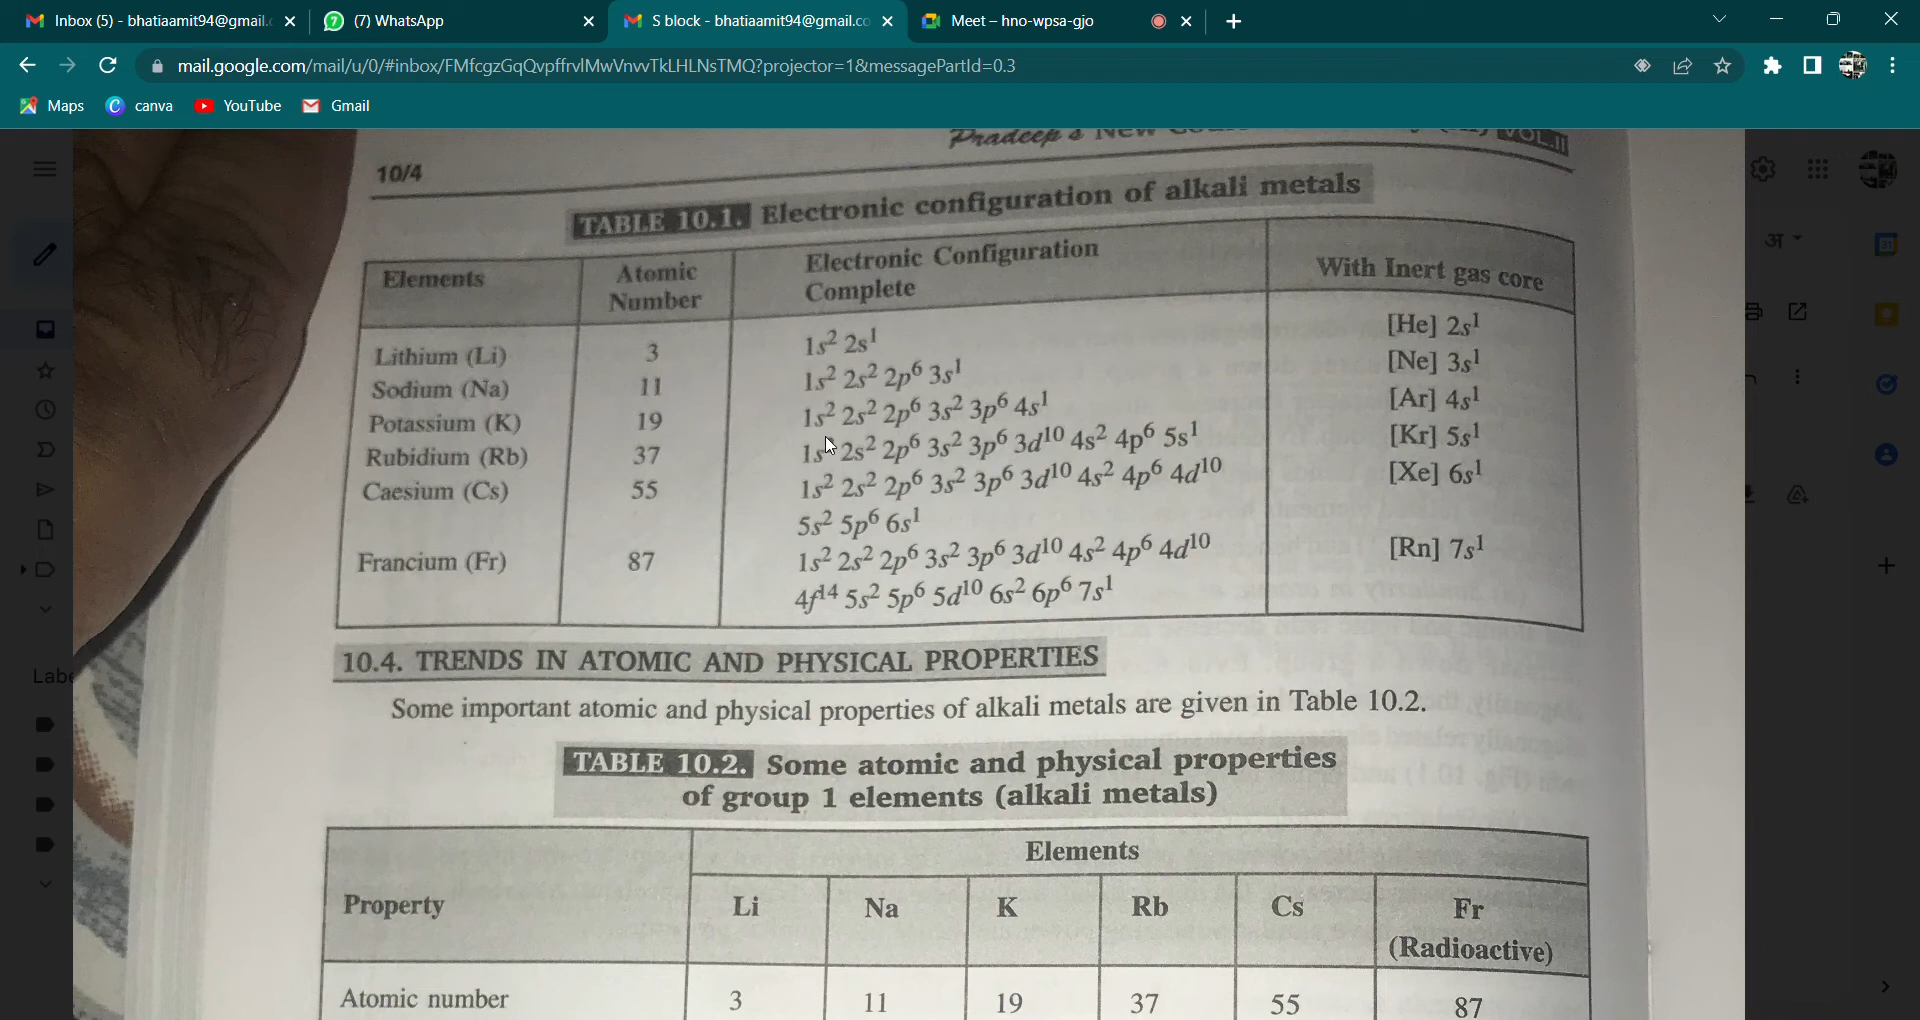 Inbox (5) - bhatiaamit94@gmail.c
(7) WhatsApp
S block - bhatiaamit94@gmail.co
Meet – hno-wpsa-gjo
mail.google.com/mail/u/0/#inbox/FMfcgzGqQvpffrvlMwVnvvTkLHLNsTMQ?projector=1&messagePartId=0.3
Maps
canva
YouTube
Gmail
Pradeep's New
VOL.II
10/4
TABLE 10.1. Electronic configuration of alkali metals
Elements
Atomic Number
Electronic Configuration Complete
With Inert gas core
Lithium (Li) 3 1s² 2s¹ [He] 2s¹
Sodium (Na) 11 1s² 2s² 2p⁶ 3s¹ [Ne] 3s¹
Potassium (K) 19 1s² 2s² 2p⁶ 3s² 3p⁶ 4s¹ [Ar] 4s¹
Rubidium (Rb) 37 1s² 2s² 2p⁶ 3s² 3p⁶ 3d¹⁰ 4s² 4p⁶ 5s¹ [Kr] 5s¹
Caesium (Cs) 55 1s² 2s² 2p⁶ 3s² 3p⁶ 3d¹⁰ 4s² 4p⁶ 4d¹⁰ [Xe] 6s¹
5s² 5p⁶ 6s¹
Francium (Fr) 87 1s² 2s² 2p⁶ 3s² 3p⁶ 3d¹⁰ 4s² 4p⁶ 4d¹⁰ [Rn] 7s¹
4f¹⁴ 5s² 5p⁶ 5d¹⁰ 6s² 6p⁶ 7s¹
10.4. TRENDS IN ATOMIC AND PHYSICAL PROPERTIES
Some important atomic and physical properties of alkali metals are given in Table 10.2.
TABLE 10.2. Some atomic and physical properties
of group 1 elements (alkali metals)
Elements
Property Li Na K Rb Cs Fr
(Radioactive)
Atomic number 3 11 19 37 55 87
Labe
अ
31